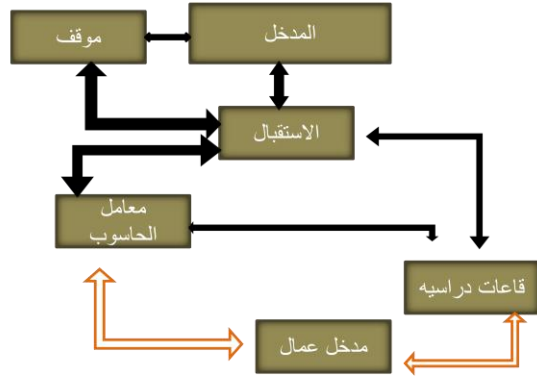 المدخل
موقف
الاستقبال
معامل
الحاسوب
قاعات دراسيه
مدخل عمال